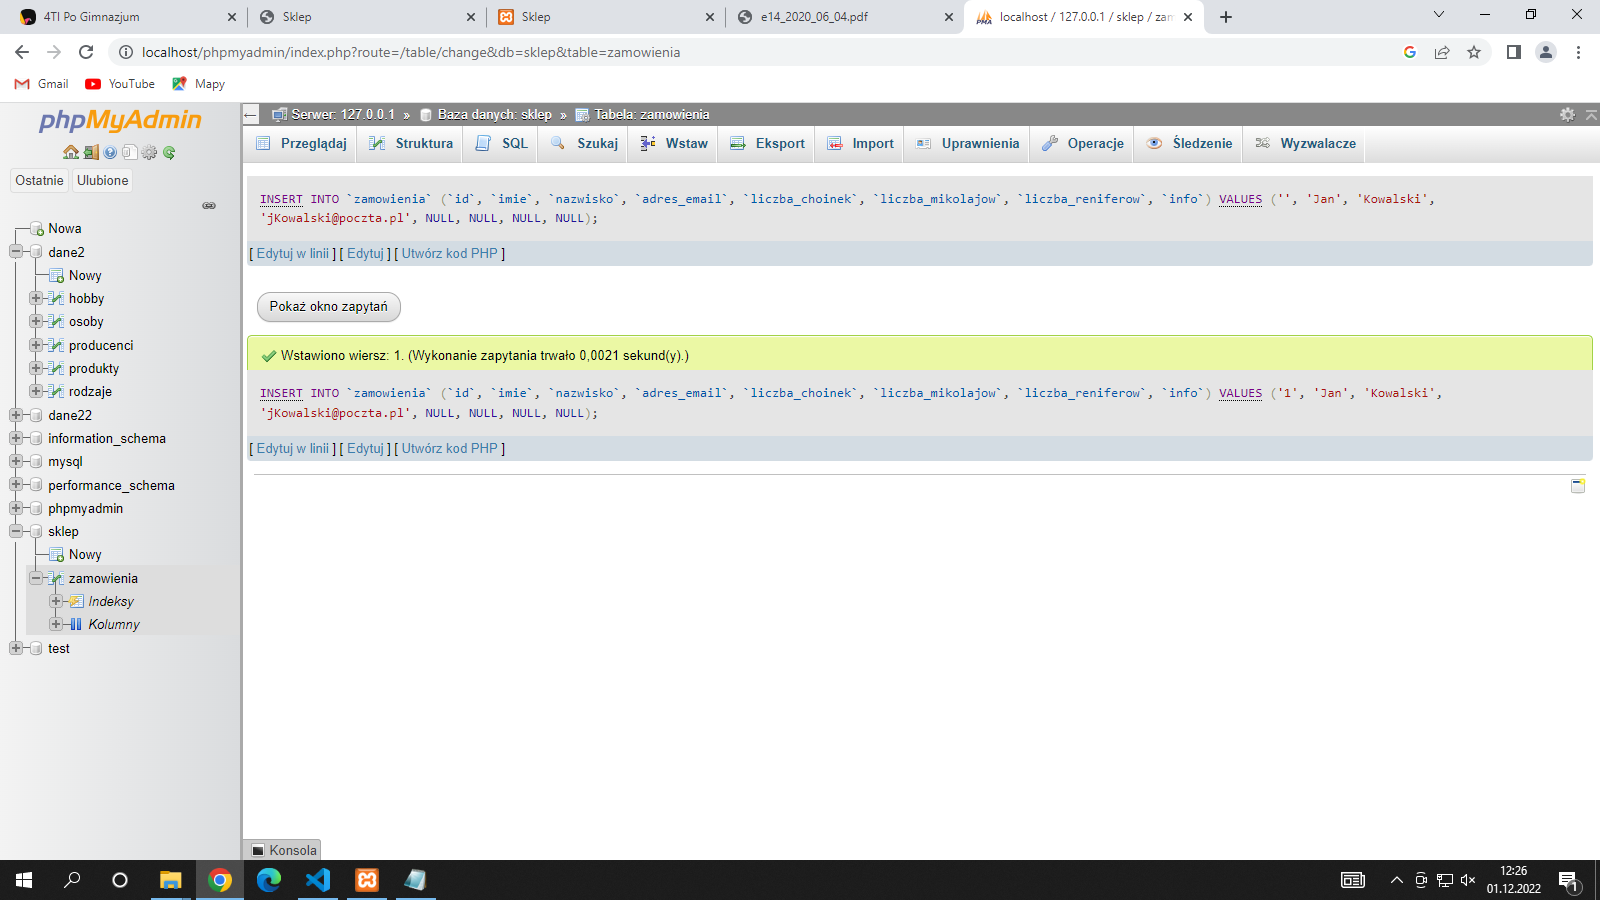 4TI Po Gimnazjum
Sklep
Sklep
e14_2020_06_04.pdf
localhost / 127.0.0.1 / sklep / zam
localhost/phpmyadmin/index.php?route=/table/change&db=sklep&table=zamowienia
Gmail
YouTube
Mapy
phpMyAdmin
Ostatnie
Ulubione
Nowa
dane2
Nowy
hobby
osoby
producenci
produkty
rodzaje
dane22
information_schema
mysql
performance_schema
phpmyadmin
sklep
Nowy
zamowienia
Indeksy
Kolumny
test
Serwer: 127.0.0.1 » Baza danych: sklep » Tabela: zamowienia
Przeglądaj
Struktura
SQL
Szukaj
Wstaw
Eksport
Import
Uprawnienia
Operacje
Śledzenie
Wyzwalacze
INSERT INTO `zamowienia` (`id`, `imie`, `nazwisko`, `adres_email`, `liczba_choinek`, `liczba_mikolajow`, `liczba_reniferow`, `info`) VALUES ('', 'Jan', 'Kowalski',
'jKowalski@poczta.pl', NULL, NULL, NULL, NULL);
[ Edytuj w linii ] [ Edytuj ] [ Utwórz kod PHP ]
Pokaż okno zapytań
Wstawiono wiersz: 1. (Wykonanie zapytania trwało 0,0021 sekund(y).)
INSERT INTO `zamowienia` (`id`, `imie`, `nazwisko`, `adres_email`, `liczba_choinek`, `liczba_mikolajow`, `liczba_reniferow`, `info`) VALUES ('1', 'Jan', 'Kowalski',
'jKowalski@poczta.pl', NULL, NULL, NULL, NULL);
[ Edytuj w linii ] [ Edytuj ] [ Utwórz kod PHP ]
Konsola
12:26
01.12.2022
1